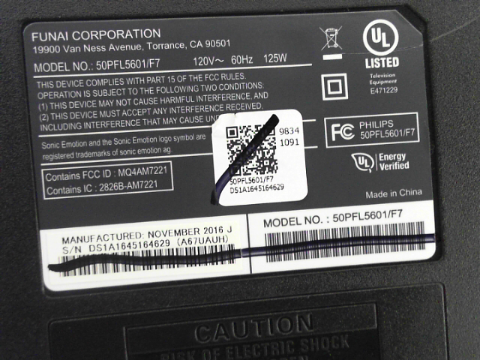 FUNAI CORPORATION
19900 Van Ness Avenue, Torrance, CA 90501
MODEL NO. : 50PFL5601/F7 120V~ 60Hz 125W
THIS DEVICE COMPLIES WITH PART 15 OF THE FCC RULES.
OPERATION IS SUBJECT TO THE FOLLOWING TWO CONDITIONS:
(1) THIS DEVICE MAY NOT CAUSE HARMFUL INTERFERENCE, AND
(2) THIS DEVICE MUST ACCEPT ANY INTERFERENCE RECEIVED,
INCLUDING INTERFERENCE THAT MAY CAUSE
Sonic Emotion and the Sonic Emotion logo symbol are
registered trademarks of sonic emotion ag.
Contains FCC ID : MQ4AM7221
Contains IC : 2826B-AM7221
9834
1091
50PFL5601/F7
DS1A1645164629
UL
LISTED
Television
Equipment
E471229
FC
PHILIPS
50PFL5601/F7
UL
Energy
Verified
Made in China
MANUFACTURED: NOVEMBER 2016 J
S/N DS1A1645164629 (A67UAUH)
MODEL NO. : 50PFL5601/F7
CAUTION
RISK OF ELECTRIC SHOCK